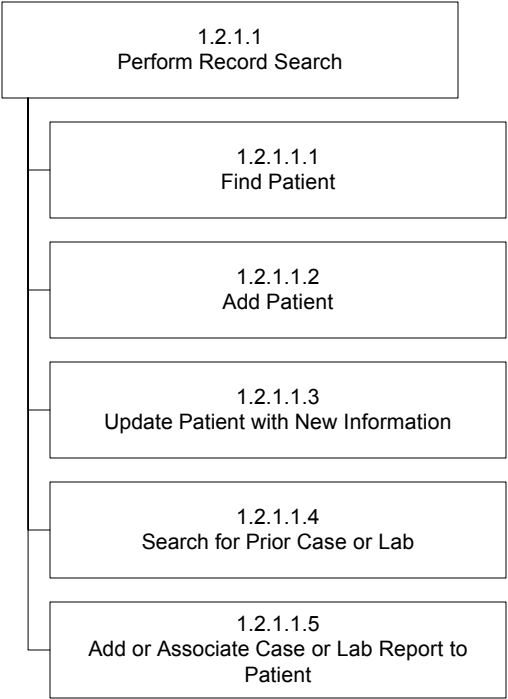 1.2.1.1
Perform Record Search
1.2.1.1.1
Find Patient
1.2.1.1.2
Add Patient
1.2.1.1.3
Update Patient with New Information
1.2.1.1.4
Search for Prior Case or Lab
1.2.1.1.5
Add or Associate Case or Lab Report to
Patient